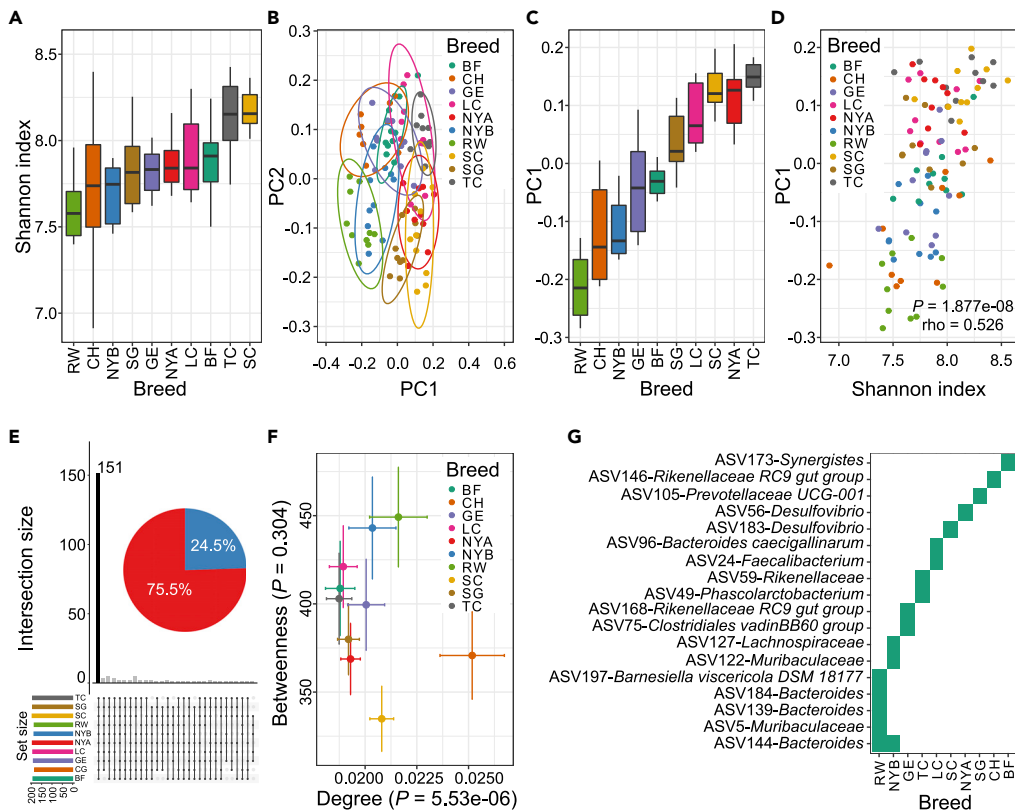 A
Shannon index
8.5
8.0
7.5
7.0
RW
CH
NYB
SG
GE
NYA
LC
BF
TC
SC
Breed
B
PC2
0.3
0.2
0.1
0.0
-0.1
-0.2
-0.3
-0.4
-0.2
0.0
0.2
0.4
0.6
PC1
Breed
BF
CH
GE
LC
NYA
NYB
RW
SC
SG
TC
C
PC1
0.2
0.1
0.0
-0.1
-0.2
-0.3
RW
CH
NYB
GE
BF
SG
LC
SC
NYA
TC
Breed
D
PC1
0.2
0.1
0.0
-0.1
-0.2
-0.3
Breed
BF
CH
GE
LC
NYA
NYB
RW
SC
SG
TC
P = 1.877e-08
rho = 0.526
7.0
7.5
8.0
8.5
Shannon index
E
Intersection size
150
100
50
0
151
24.5%
75.5%
Set size
TC
SG
SC
RW
NYB
NYA
LC
GE
CG
BF
200
150
100
50
0
F
Betweenness (P = 0.304)
450
400
350
Breed
BF
CH
GE
LC
NYA
NYB
RW
SC
SG
TC
0.0200
0.0225
0.0250
Degree (P = 5.53e-06)
G
ASV173-Synergistes
ASV146-Rikenellaceae RC9 gut group
ASV105-Prevotellaceae UCG-001
ASV56-Desulfovibrio
ASV183-Desulfovibrio
ASV96-Bacteroides caecigallinarum
ASV24-Faecalibacterium
ASV59-Rikenellaceae
ASV49-Phascolarctobacterium
ASV168-Rikenellaceae RC9 gut group
ASV75-Clostridiales vadinBB60 group
ASV127-Lachnospiraceae
ASV122-Muribaculaceae
ASV197-Barnesiella viscericola DSM 18177
ASV184-Bacteroides
ASV139-Bacteroides
ASV5-Muribaculaceae
ASV144-Bacteroides
RW
NYB
GE
TC
LC
SC
NYA
SG
CH
BF
Breed